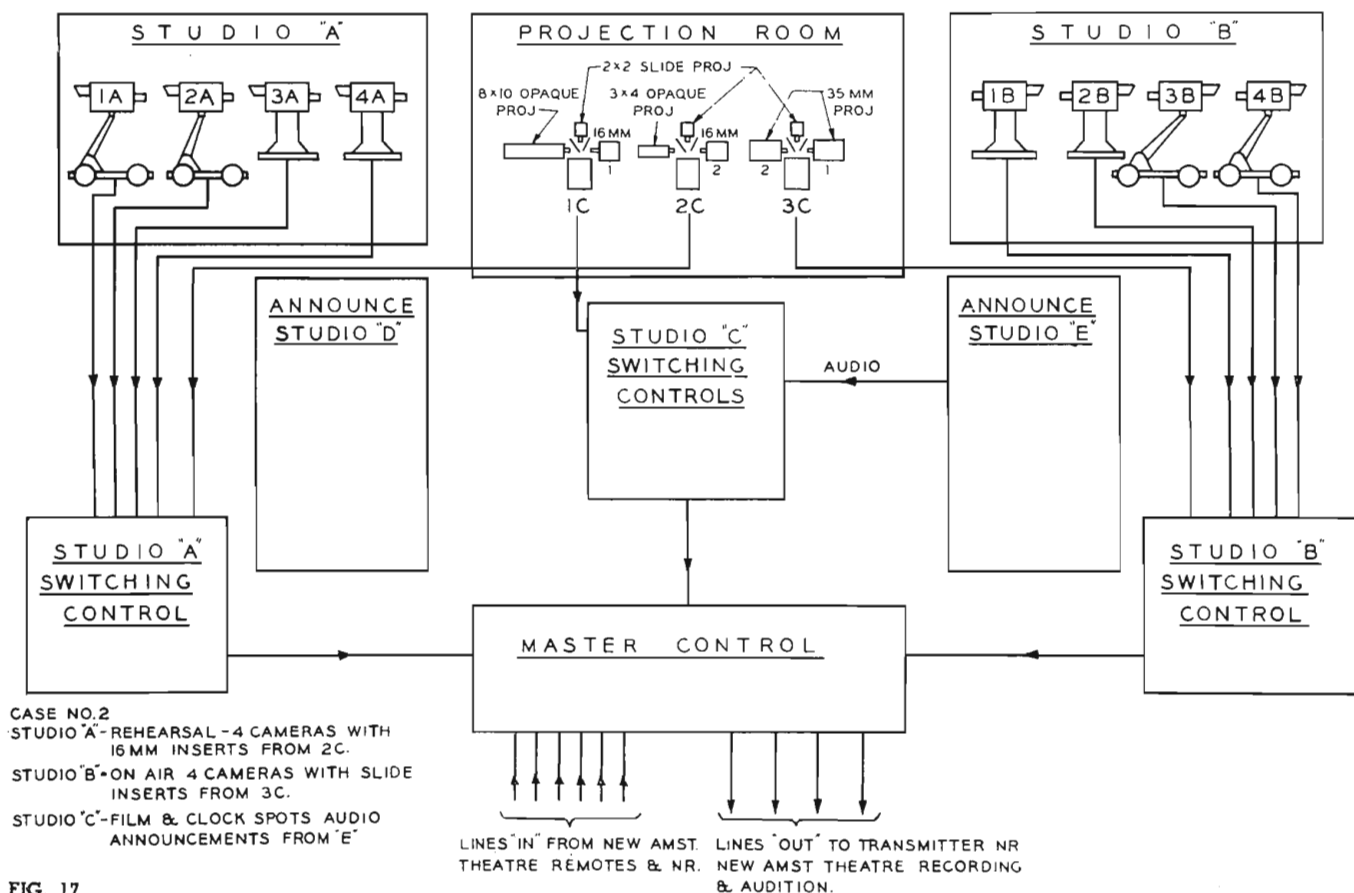 STUDIO "A"
1A 2A 3A 4A
PROJECTION ROOM
2×2 SLIDE PROJ
8×10 OPAQUE
PROJ
3×4 OPAQUE
PROJ
35 MM
PROJ
16 MM
16 MM
1
2
2
1
1C 2C 3C
STUDIO "B"
1B 2B 3B 4B
ANNOUNCE
STUDIO "D"
STUDIO "C"
SWITCHING
CONTROLS
AUDIO
ANNOUNCE
STUDIO "E"
STUDIO "A"
SWITCHING
CONTROL
MASTER CONTROL
STUDIO "B"
SWITCHING
CONTROL
CASE NO.2
STUDIO "A"-REHEARSAL-4 CAMERAS WITH
16 MM INSERTS FROM 2C.
STUDIO "B"-ON AIR 4 CAMERAS WITH SLIDE
INSERTS FROM 3C.
STUDIO "C"-FILM & CLOCK SPOTS AUDIO
ANNOUNCEMENTS FROM "E"
LINES "IN" FROM NEW AMST.
THEATRE REMOTES & NR.
LINES "OUT" TO TRANSMITTER NR
NEW AMST THEATRE RECORDING
& AUDITION.
FIG. 17